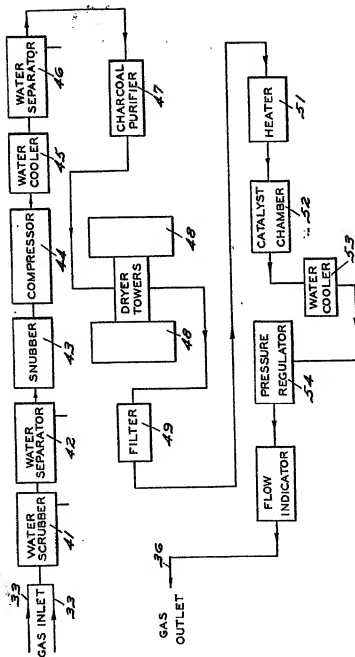 33
GAS INLET
33
WATER
SCRUBBER
41
WATER
SEPARATOR
42
SNUBBER
43
COMPRESSOR
44
WATER
COOLER
45
WATER
SEPARATOR
46
CHARCOAL
PURIFIER
47
48
DRYER
TOWERS
48
FILTER
49
HEATER
51
CATALYST
CHAMBER
52
WATER
COOLER
53
PRESSURE
REGULATOR
54
FLOW
INDICATOR
36
GAS
OUTLET